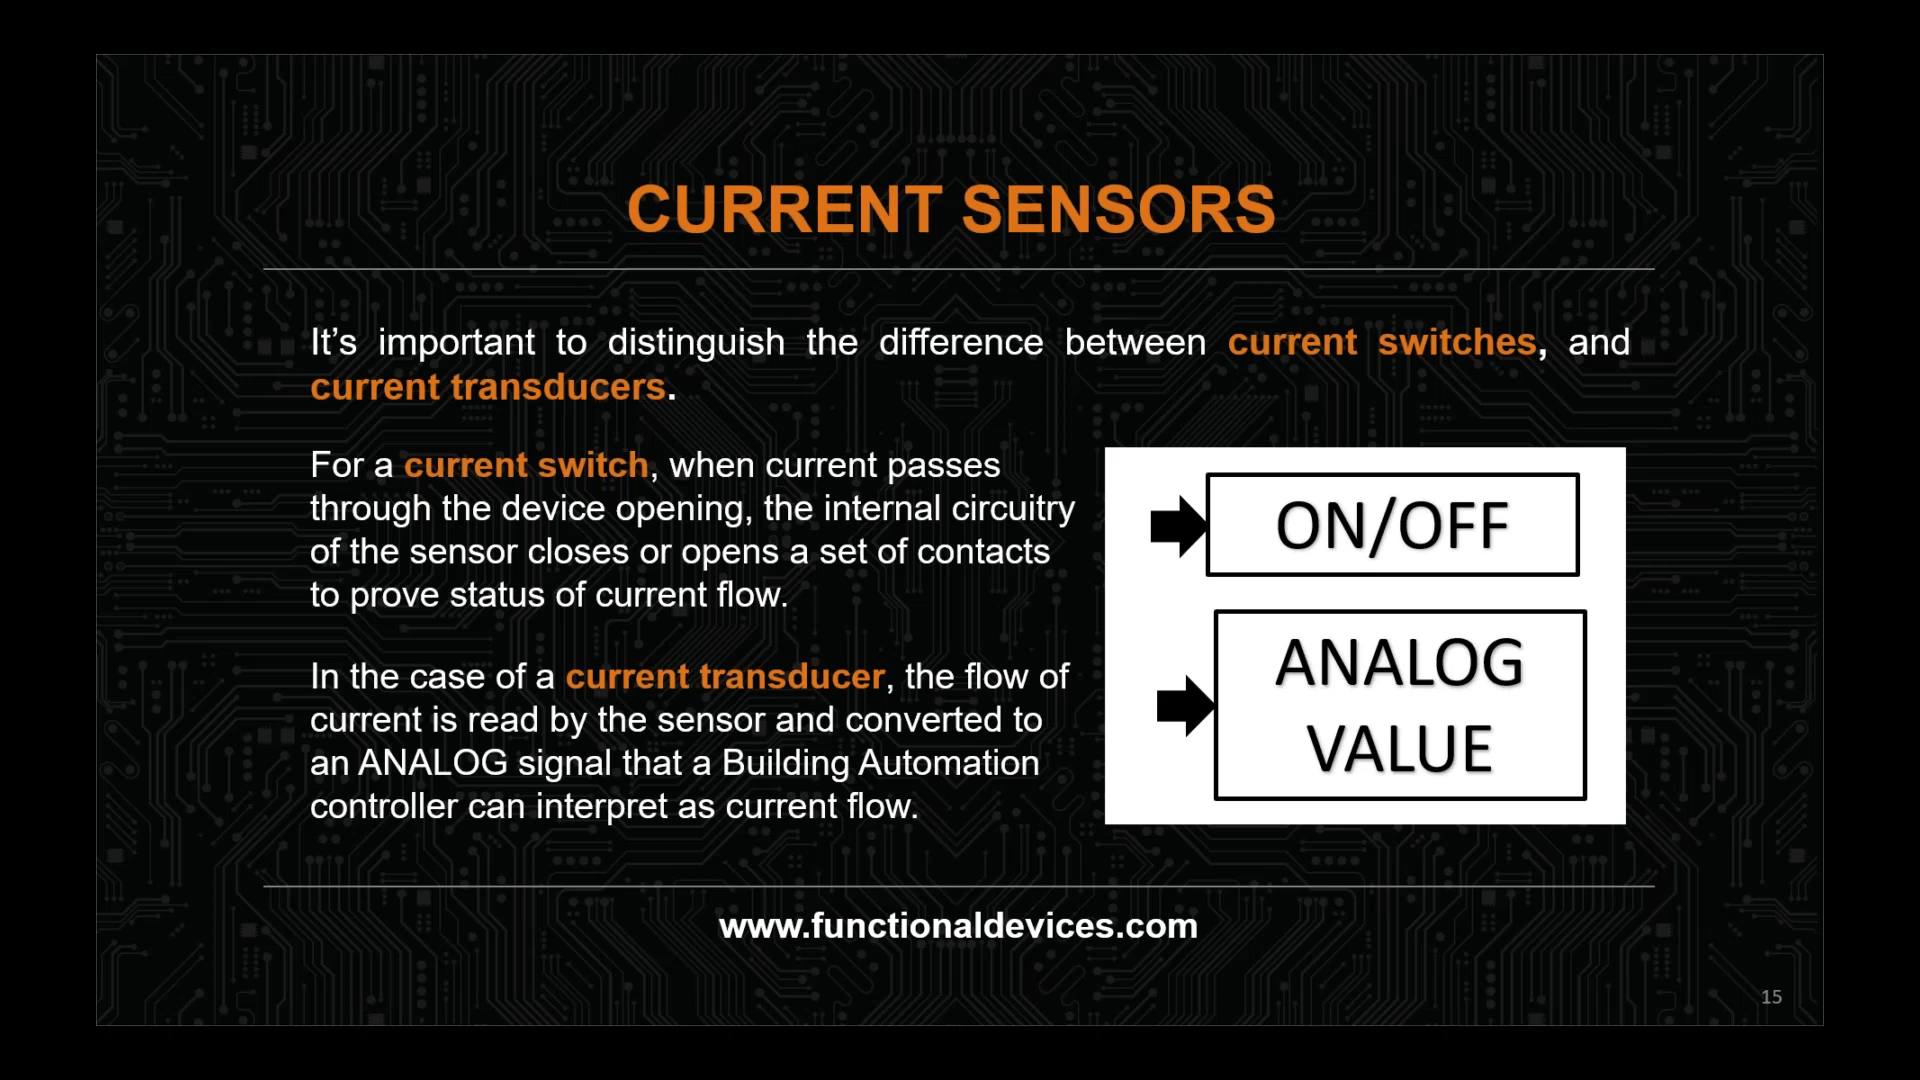 CURRENT SENSORS
It’s important to distinguish the difference between current switches, and
current transducers.
For a current switch, when current passes
through the device opening, the internal circuitry
of the sensor closes or opens a set of contacts
to prove status of current flow.
In the case of a current transducer, the flow of
current is read by the sensor and converted to
an ANALOG signal that a Building Automation
controller can interpret as current flow.
ON/OFF
ANALOG
VALUE
www.functionaldevices.com
15